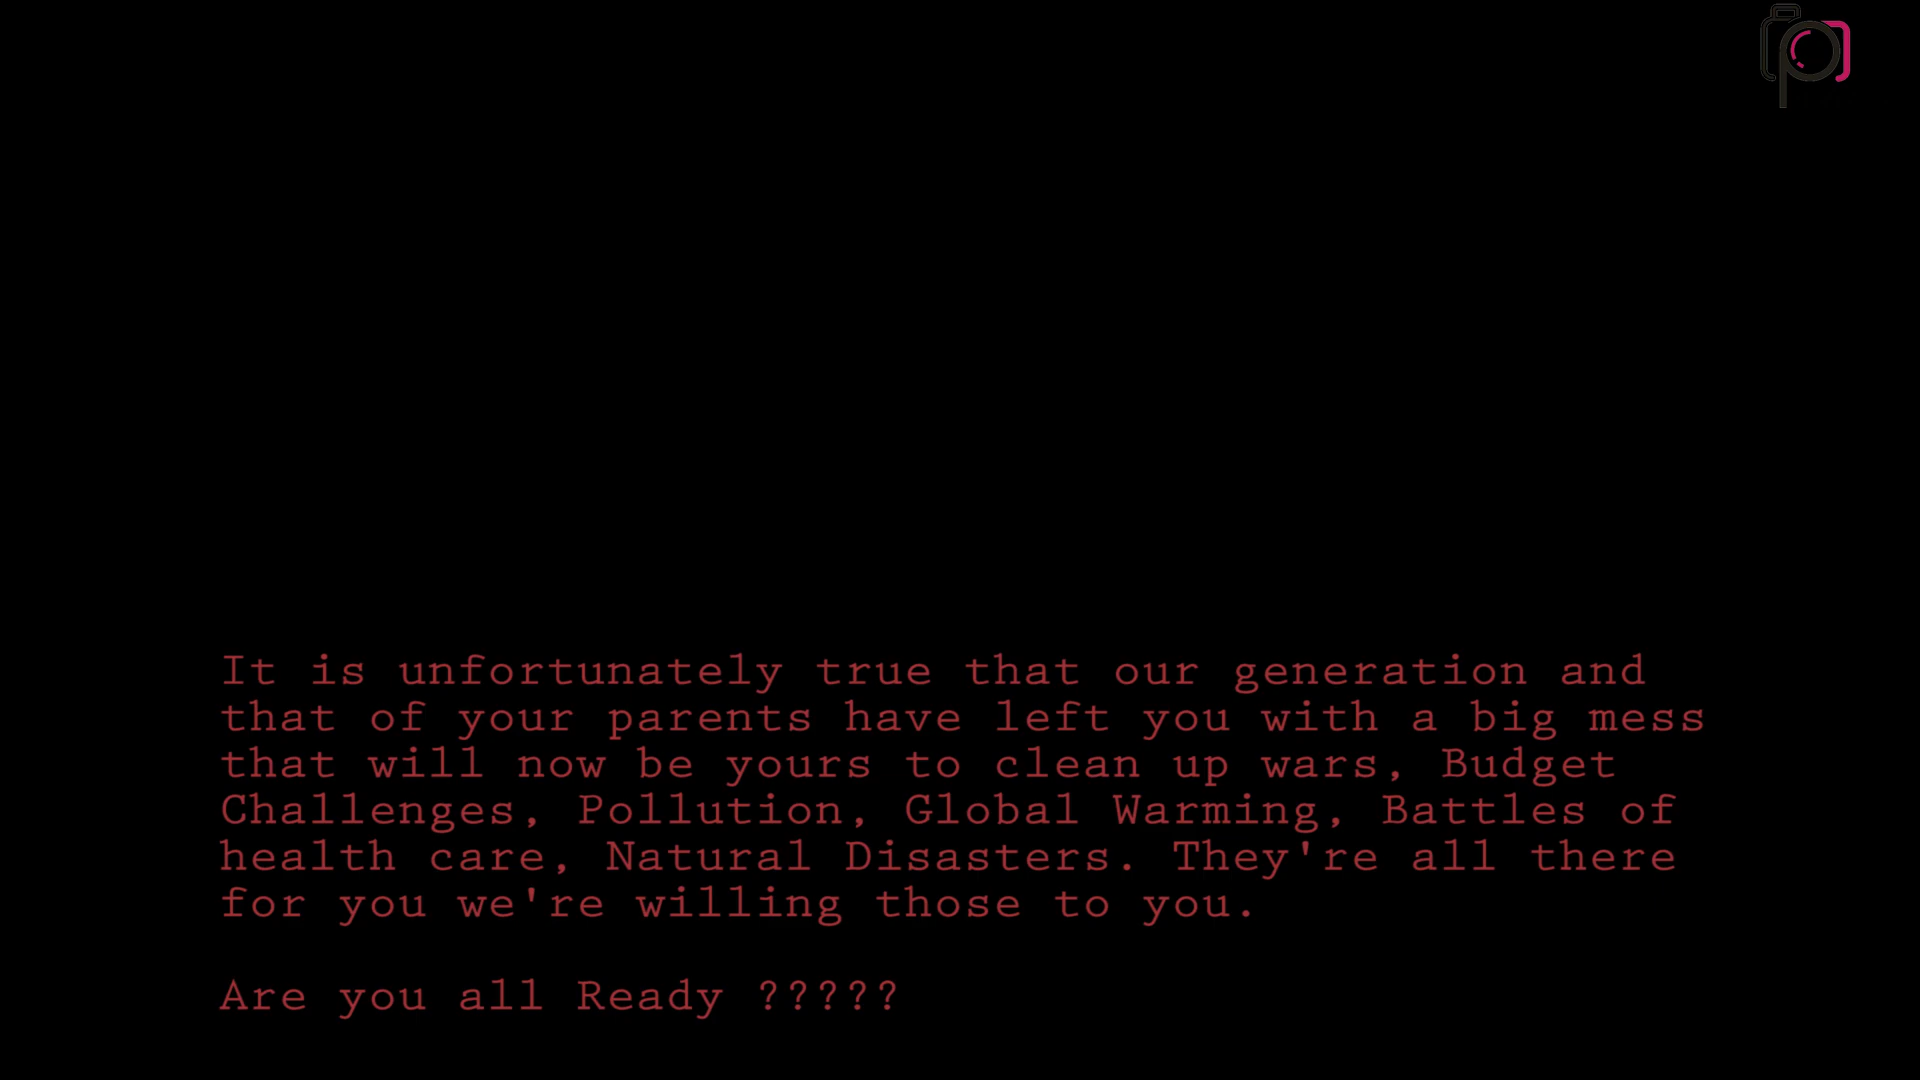 It is unfortunately true that our generation and
that of your parents have left you with a big mess
that will now be yours to clean up wars, Budget
Challenges, Pollution, Global Warming, Battles of
health care, Natural Disasters. They're all there
for you we're willing those to you.
Are you all Ready ?????